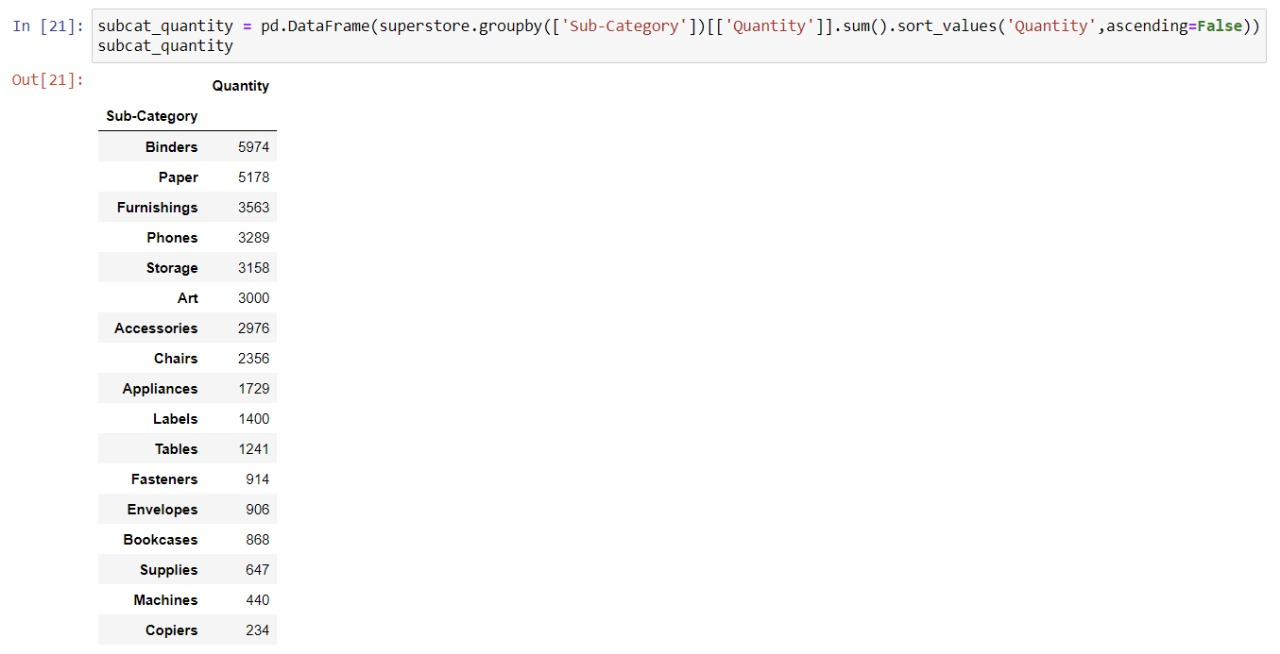 In [21]: subcat_quantity = pd.DataFrame(superstore.groupby(['Sub-Category'])[['Quantity']].sum().sort_values('Quantity',ascending=False))
subcat_quantity
Out[21]:
Quantity
Sub-Category
Binders 5974
Paper 5178
Furnishings 3563
Phones 3289
Storage 3158
Art 3000
Accessories 2976
Chairs 2356
Appliances 1729
Labels 1400
Tables 1241
Fasteners 914
Envelopes 906
Bookcases 868
Supplies 647
Machines 440
Copiers 234